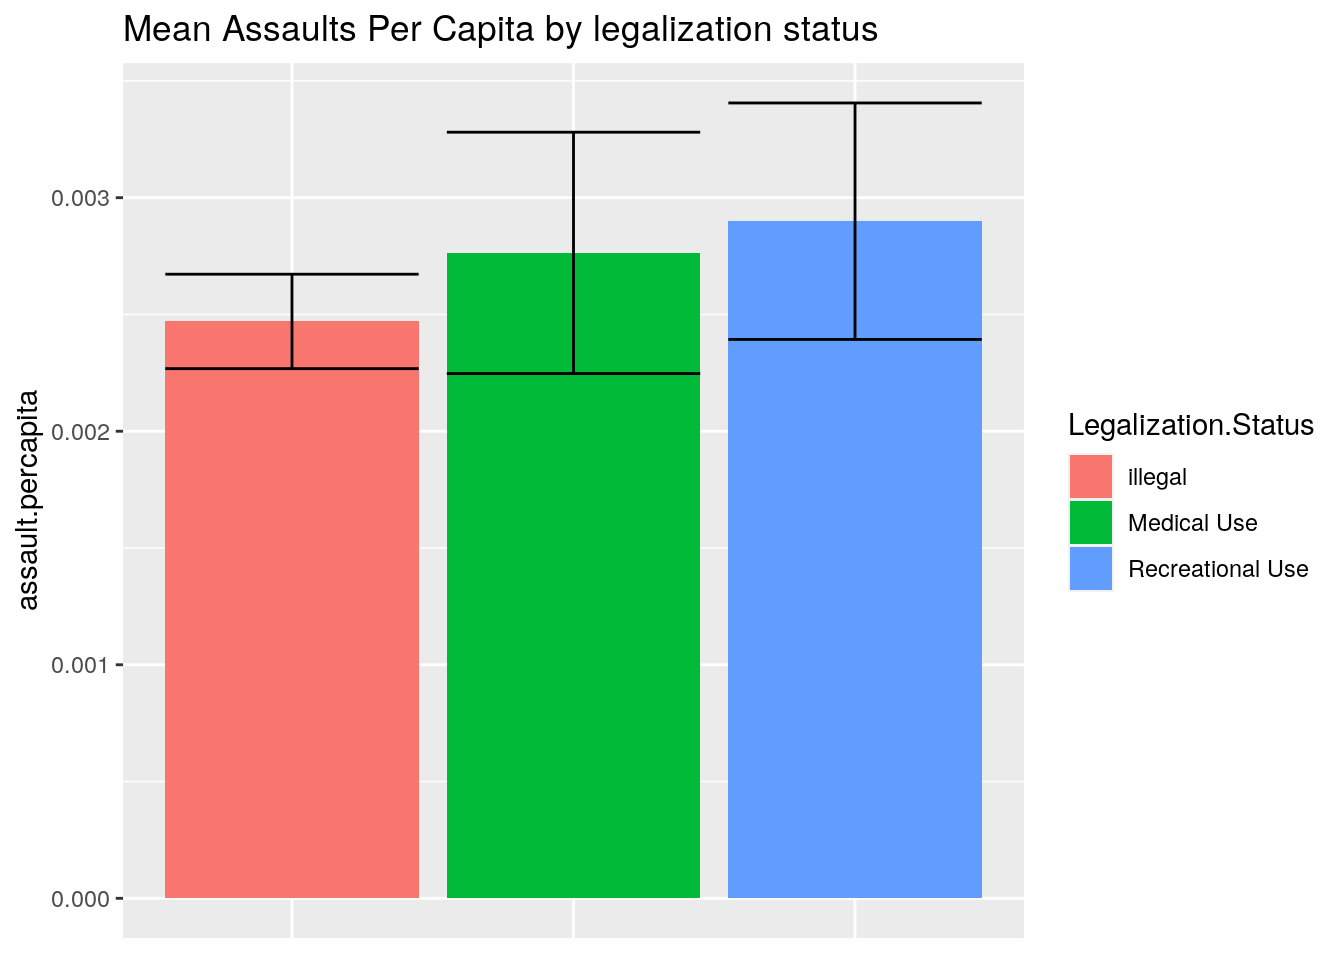 Mean Assaults Per Capita by legalization status
assault.percapita
0.003
0.002
0.001
0.000
Legalization.Status
illegal
Medical Use
Recreational Use